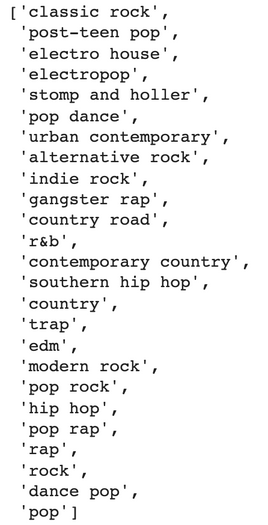 ['classic rock',
'post-teen pop',
'electro house',
'electropop',
'stomp and holler',
'pop dance',
'urban contemporary',
'alternative rock',
'indie rock',
'gangster rap',
'country road',
'r&b',
'contemporary country',
'southern hip hop',
'country',
'trap',
'edm',
'modern rock',
'pop rock',
'hip hop',
'pop rap',
'rap',
'rock',
'dance pop',
'pop']